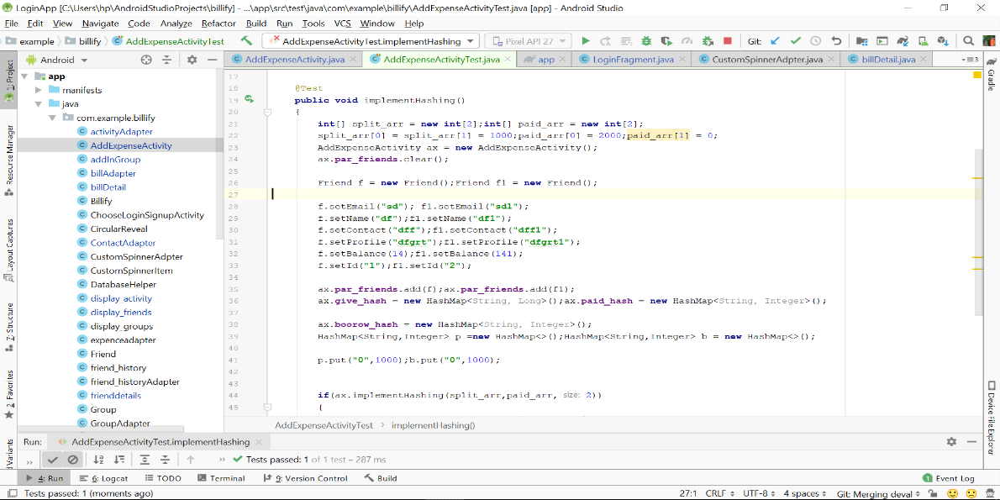 LoginApp [C:\Users\hp\AndroidStudioProjects\billify] - ...\app\src\test\java\com\example\billify\AddExpenseActivityTest.java [app] - Android Studio
File Edit View Navigate Code Analyze Refactor Build Run Tools VCS Window Help
example billify AddExpenseActivityTest AddExpenseActivityTest.implementHashing Pixel API 27 Git:
Android AddExpenseActivity.java AddExpenseActivityTest.java app LoginFragment.java CustomSpinnerAdpter.java billDetail.java 3
1: Project
Resource Manager
Layout Captures
7: Structure
2: Favorites
d Variants
app
manifests
java
com.example.billify
activityAdapter
AddExpenseActivity
addInGroup
billAdapter
billDetail
Billify
ChooseLoginSignupActivity
CircularReveal
ContactAdapter
CustomSpinnerAdpter
CustomSpinnerItem
DatabaseHelper
display_activity
display_friends
display_groups
expenceadapter
Friend
friend_history
friend_historyAdapter
frienddetails
Group
GroupAdapter
17
18 @Test
19 public void implementHashing()
20 {
21 int[] split_arr = new int[2];int[] paid_arr = new int[2];
22 split_arr[0] = split_arr[1] = 1000;paid_arr[0] = 2000;paid_arr[1] = 0;
23 AddExpenseActivity ax = new AddExpenseActivity();
24 ax.par_friends.clear();
25
26 Friend f = new Friend();Friend f1 = new Friend();
27
28 f.setEmail("sd"); f1.setEmail("sd1");
29 f.setName("df");f1.setName("df1");
30 f.setContact("dff");f1.setContact("dff1");
31 f.setProfile("dfgrt");f1.setProfile("dfgrt1");
32 f.setBalance(14);f1.setBalance(141);
33 f.setId("1");f1.setId("2");
34
35 ax.par_friends.add(f);ax.par_friends.add(f1);
36 ax.give_hash = new HashMap<String, Long>();ax.paid_hash = new HashMap<String, Integer>();
37
38 ax.boorow_hash = new HashMap<String, Integer>();
39 HashMap<String,Integer> p =new HashMap<>();HashMap<String,Integer> b = new HashMap<>();
40
41 p.put("0",1000);b.put("0",1000);
42
43
44 if(ax.implementHashing(split_arr,paid_arr, size: 2))
45 {
AddExpenseActivityTest › implementHashing()
Gradle
Device File Explorer
Run: AddExpenseActivityTest.implementHashing
Tests passed: 1 of 1 test – 287 ms
4: Run 6: Logcat TODO Terminal 9: Version Control Build 1 Event Log
Tests passed: 1 (moments ago) 27:1 CRLF UTF-8 4 spaces Git: Merging deval